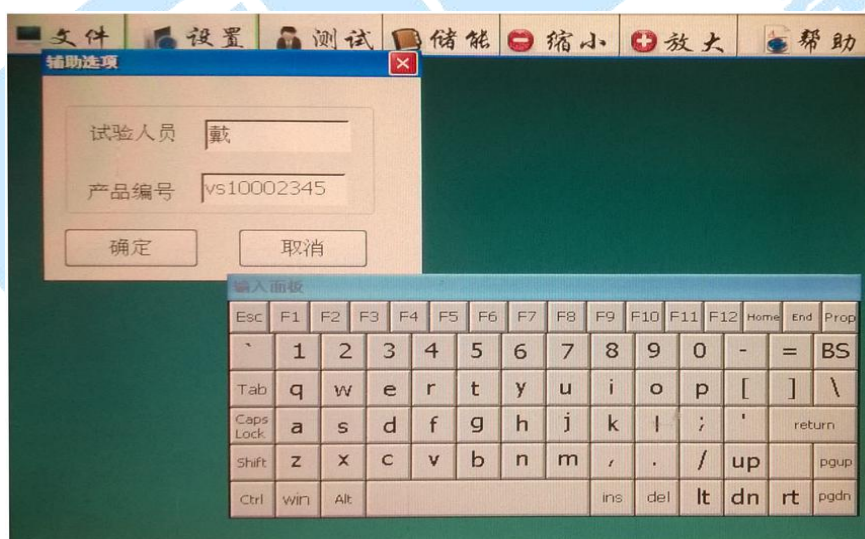 文件 设置 测试 储能 缩小 放大 帮助
辅助选项
试验人员 戴
产品编号 vs10002345
确定 取消
输入面板
Esc F1 F2 F3 F4 F5 F6 F7 F8 F9 F10 F11 F12 Home End Prop
` 1 2 3 4 5 6 7 8 9 0 - = BS
Tab q w e r t y u i o p [ ] \
Caps Lock a s d f g h j k l ; ' return
Shift z x c v b n m , . / up pgup
Ctrl win Alt ins del lt dn rt pgdn